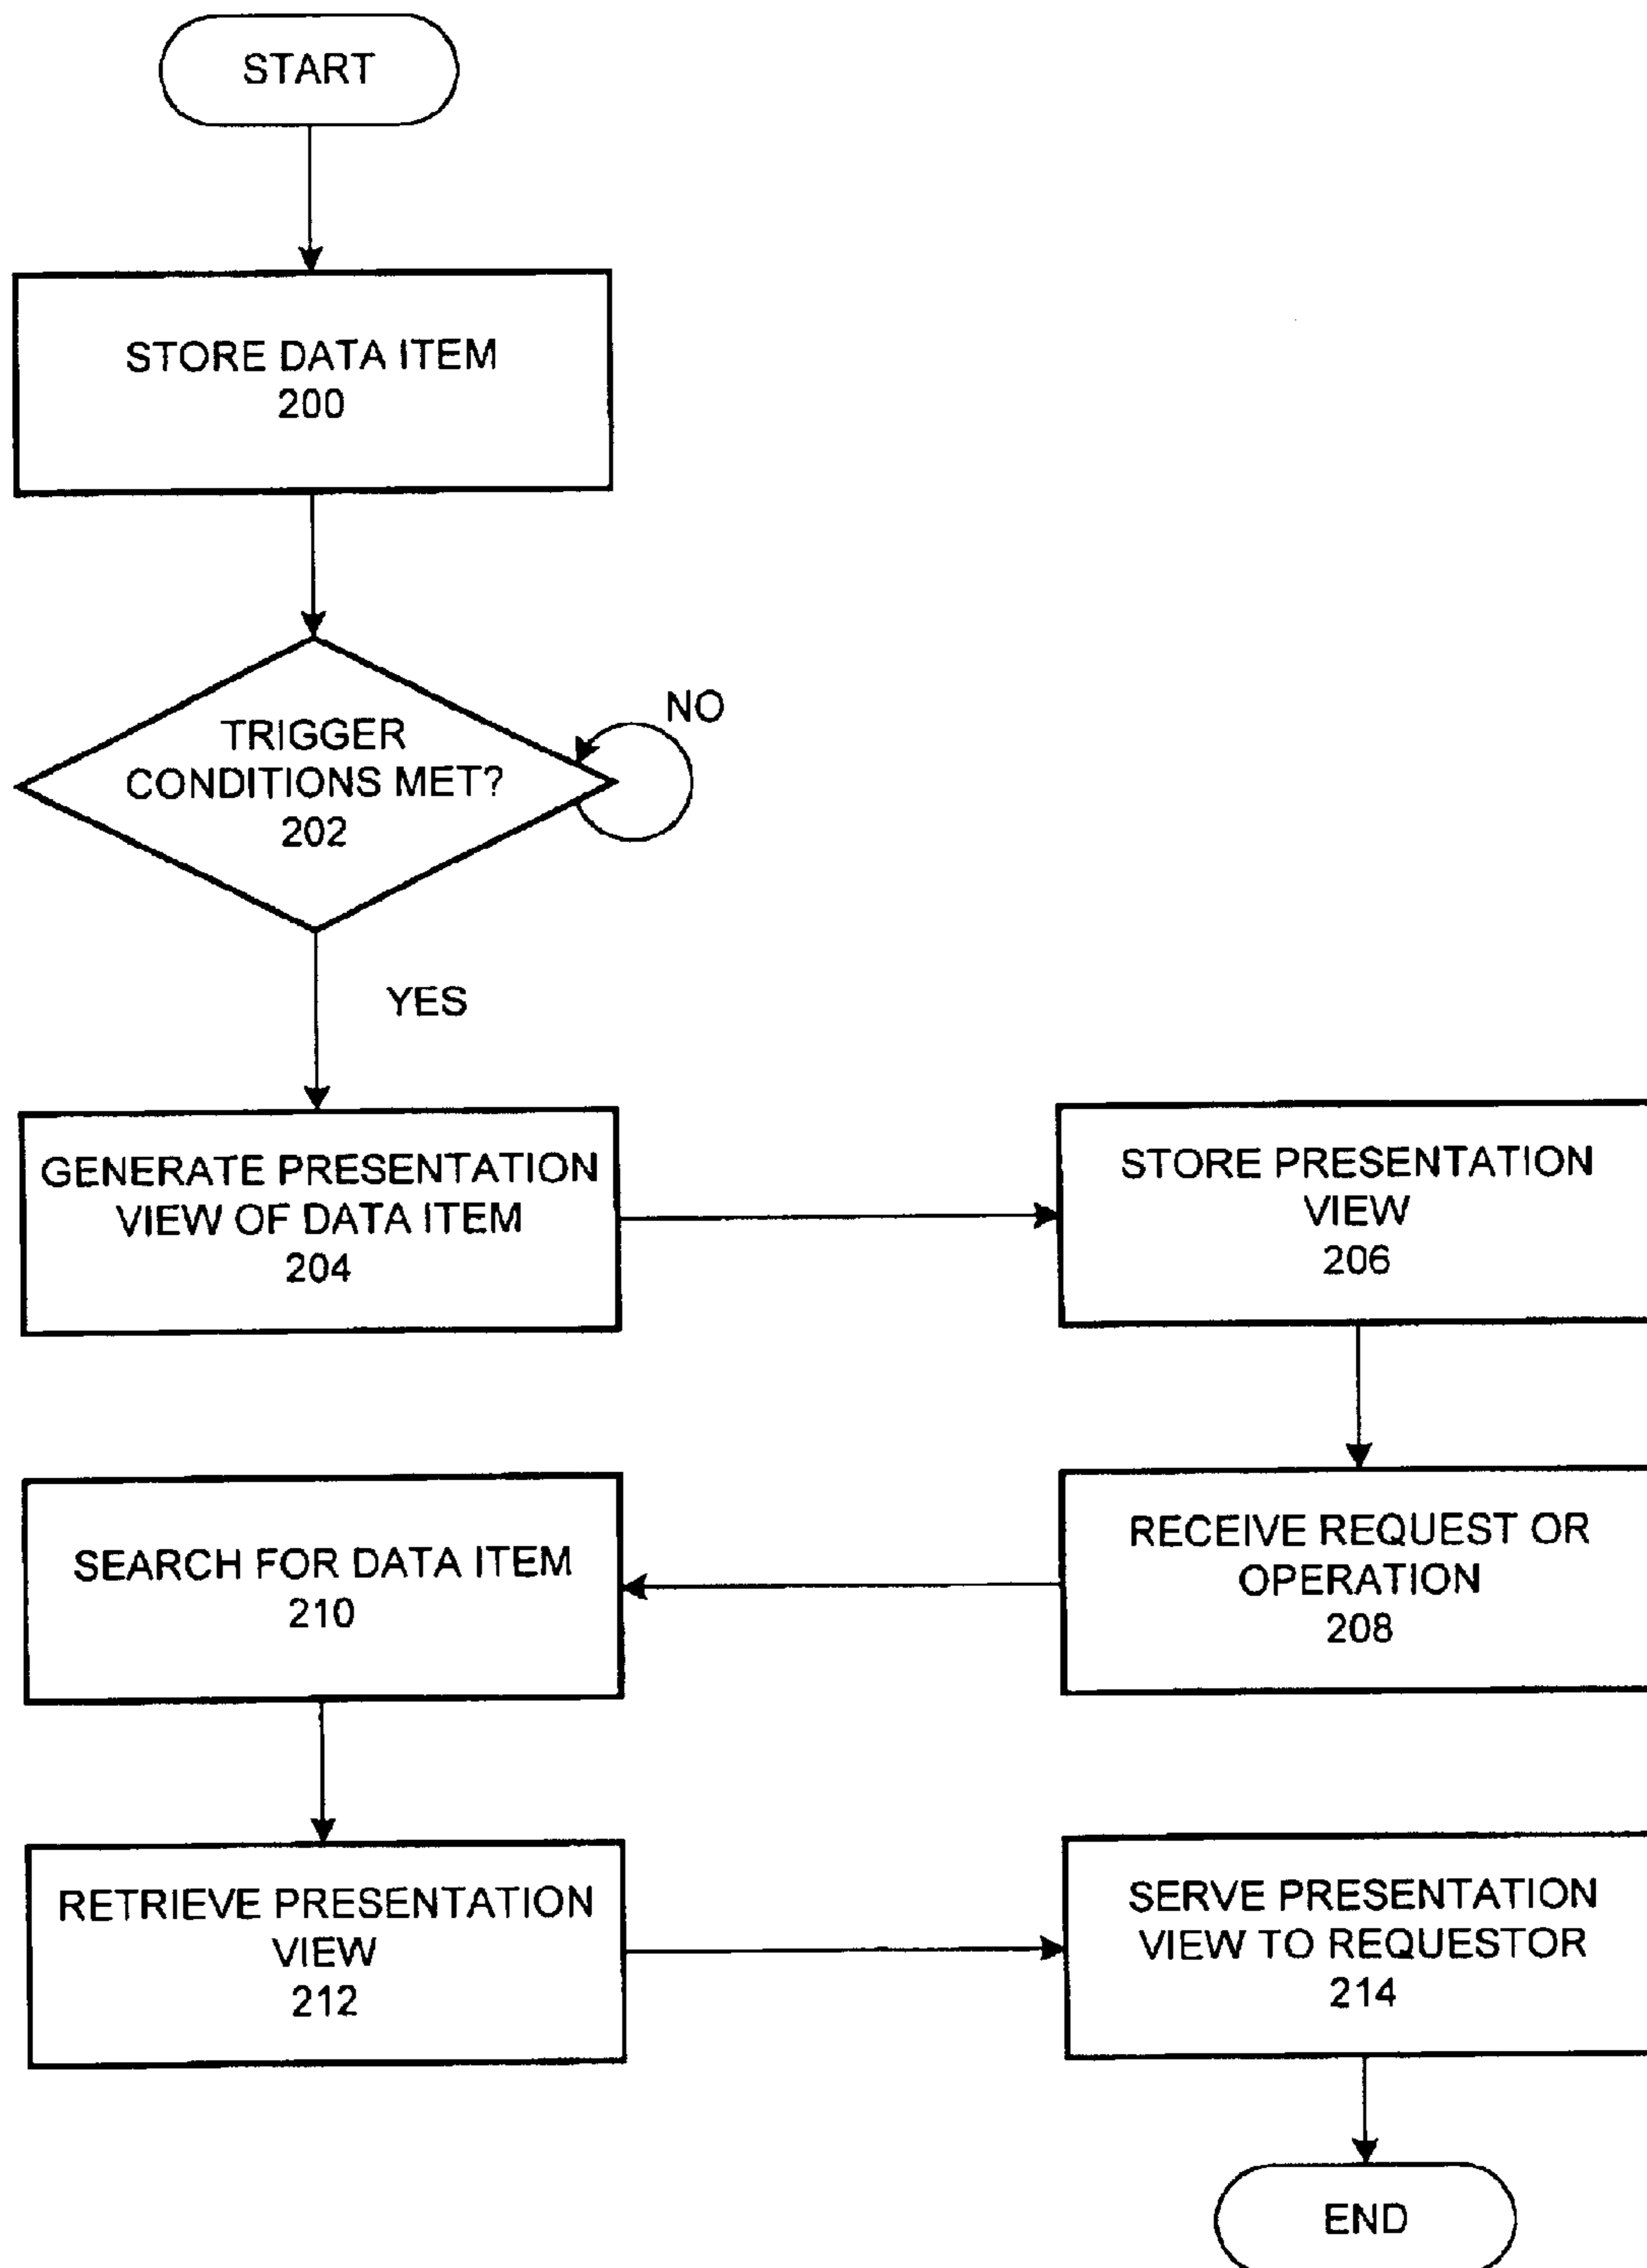 START
STORE DATA ITEM
200
TRIGGER
CONDITIONS MET?
202
NO
YES
GENERATE PRESENTATION
VIEW OF DATA ITEM
204
STORE PRESENTATION
VIEW
206
RECEIVE REQUEST OR
OPERATION
208
SEARCH FOR DATA ITEM
210
RETRIEVE PRESENTATION
VIEW
212
SERVE PRESENTATION
VIEW TO REQUESTOR
214
END